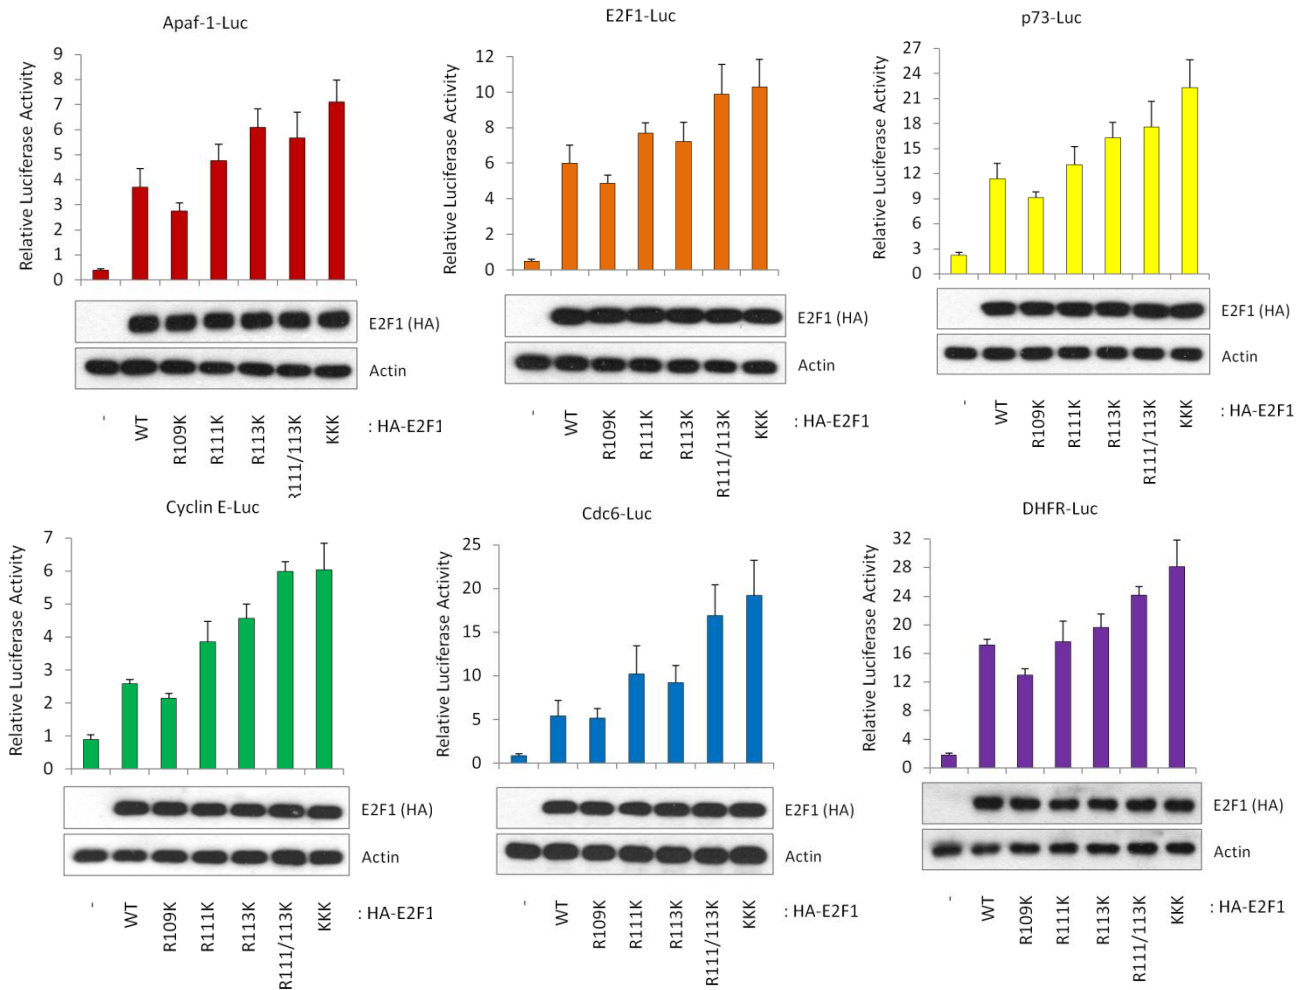 Apaf-1-Luc
Relative Luciferase Activity
9
8
7
6
5
4
3
2
1
0
E2F1 (HA)
Actin
-
WT
R109K
R111K
R113K
R111/113K
KKK
: HA-E2F1
E2F1-Luc
Relative Luciferase Activity
12
10
8
6
4
2
0
E2F1 (HA)
Actin
-
WT
R109K
R111K
R113K
R111/113K
KKK
: HA-E2F1
p73-Luc
Relative Luciferase Activity
27
24
21
18
15
12
9
6
3
0
E2F1 (HA)
Actin
-
WT
R109K
R111K
R113K
R111/113K
KKK
: HA-E2F1
Cyclin E-Luc
Relative Luciferase Activity
7
6
5
4
3
2
1
0
E2F1 (HA)
Actin
-
WT
R109K
R111K
R113K
R111/113K
KKK
: HA-E2F1
Cdc6-Luc
Relative Luciferase Activity
25
20
15
10
5
0
E2F1 (HA)
Actin
-
WT
R109K
R111K
R113K
R111/113K
KKK
: HA-E2F1
DHFR-Luc
Relative Luciferase Activity
32
28
24
20
16
12
8
4
0
E2F1 (HA)
Actin
-
WT
R109K
R111K
R113K
R111/113K
KKK
: HA-E2F1